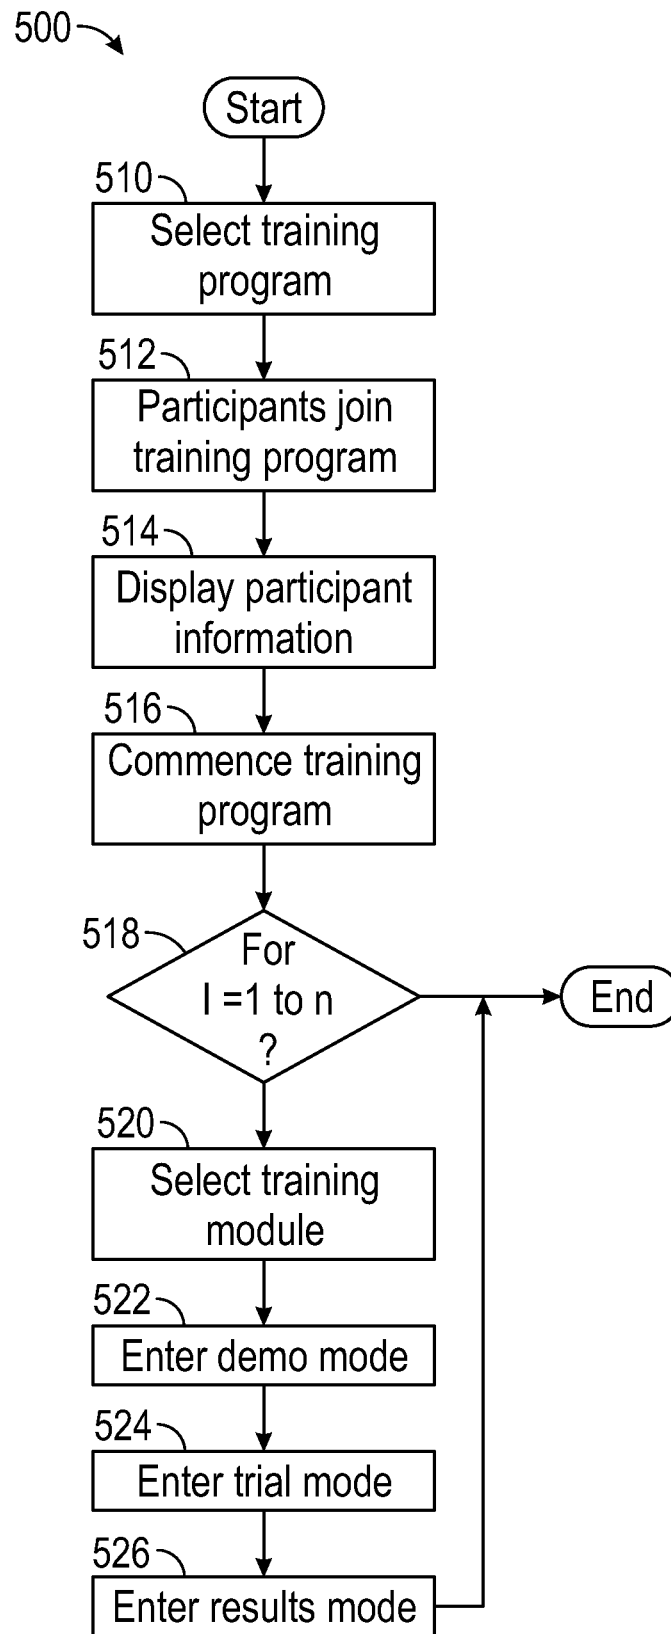 500
Start
510
Select training
program
512
Participants join
training program
514
Display participant
information
516
Commence training
program
518
For
I =1 to n
?
End
520
Select training
module
522
Enter demo mode
524
Enter trial mode
526
Enter results mode